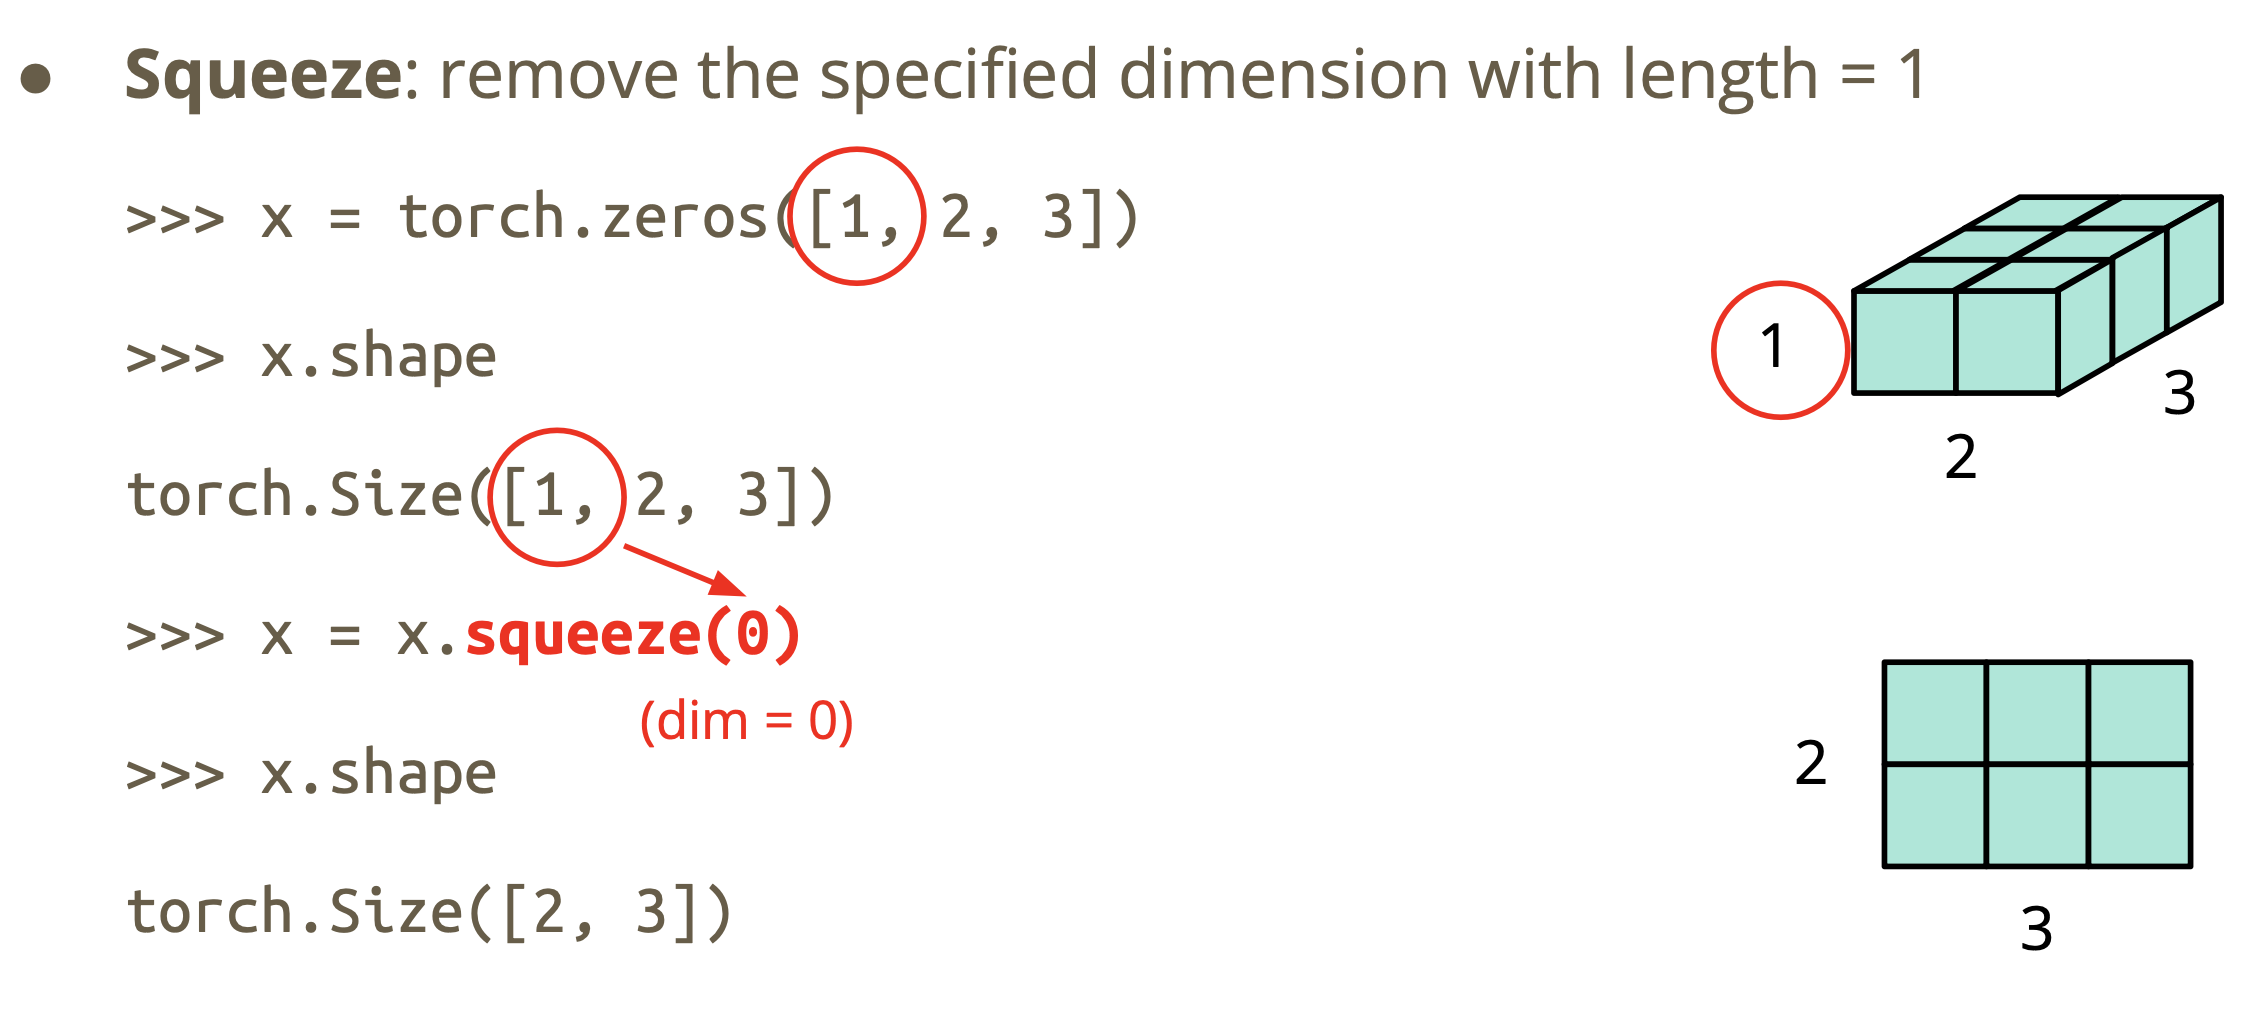 ● Squeeze: remove the specified dimension with length = 1
>>> x = torch.zeros([1, 2, 3])
>>> x.shape
torch.Size([1, 2, 3])
>>> x = x.squeeze(0)
(dim = 0)
>>> x.shape
torch.Size([2, 3])
1
3
2
2
3